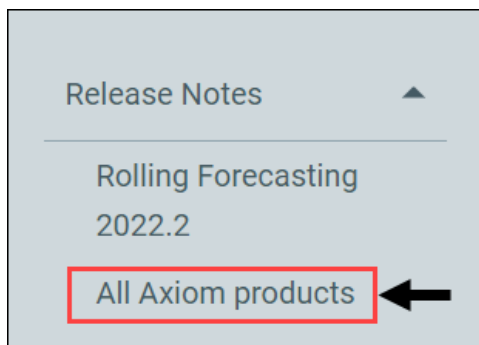 Release Notes
Rolling Forecasting
2022.2
All Axiom products